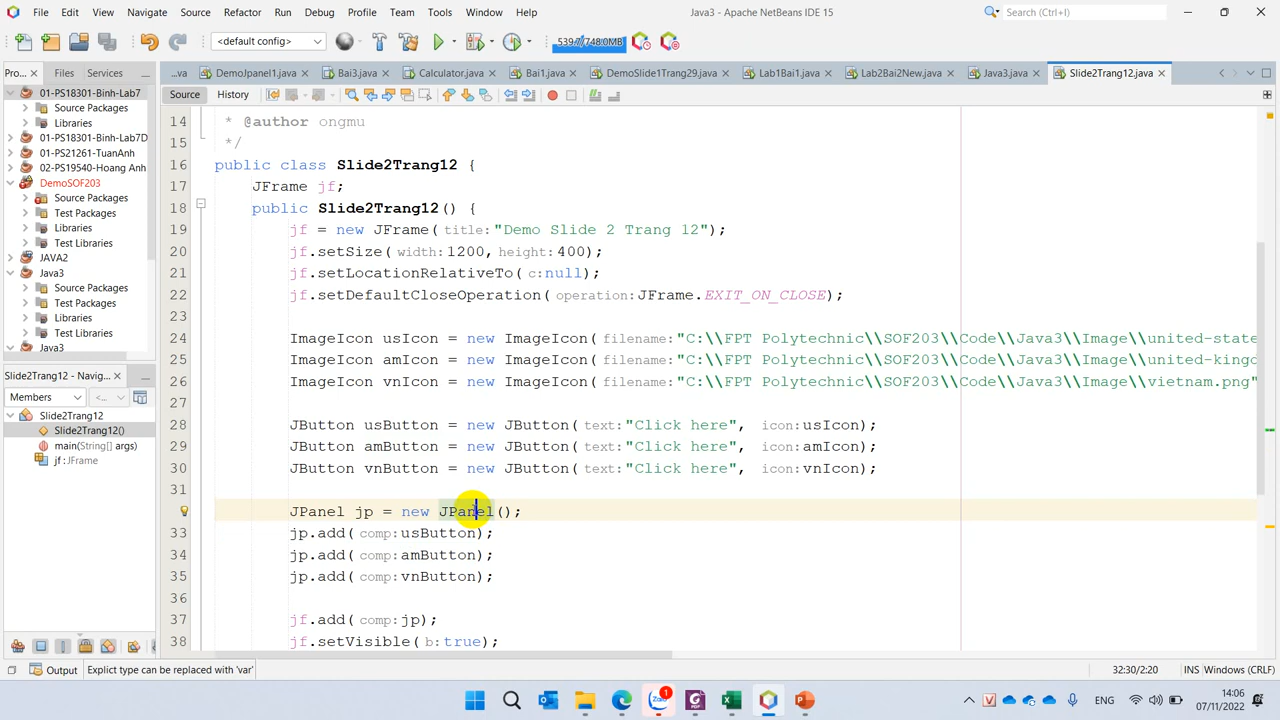 File Edit View Navigate Source Refactor Run Debug Profile Team Tools Window Help Java3 - Apache NetBeans IDE 15 Search (Ctrl+I)
<default config> 539.7/748.0MB
Pro... × Files Services ...va DemoJpanel1.java Bai3.java Calculator.java Bai1.java DemoSlide1Trang29.java Lab1Bai1.java Lab2Bai2New.java Java3.java Slide2Trang12.java
01-PS18301-Binh-Lab7
Source Packages
Libraries
01-PS18301-Binh-Lab7D
01-PS21261-TuanAnh
02-PS19540-Hoang Anh
DemoSOF203
Source Packages
Test Packages
Libraries
Test Libraries
JAVA2
Java3
Source Packages
Test Packages
Libraries
Test Libraries
Java3
Slide2Trang12 - Navig...
Members <...
Slide2Trang12
Slide2Trang12()
main(String[] args)
jf : JFrame
Source History
14 * @author ongmu
15 */
16 public class Slide2Trang12 {
17 JFrame jf;
18 public Slide2Trang12() {
19 jf = new JFrame(title:"Demo Slide 2 Trang 12");
20 jf.setSize(width:1200,height:400);
21 jf.setLocationRelativeTo(c:null);
22 jf.setDefaultCloseOperation(operation:JFrame.EXIT_ON_CLOSE);
23
24 ImageIcon usIcon = new ImageIcon(filename:"C:\\FPT Polytechnic\\SOF203\\Code\\Java3\\Image\\united-state
25 ImageIcon amIcon = new ImageIcon(filename:"C:\\FPT Polytechnic\\SOF203\\Code\\Java3\\Image\\united-kingo
26 ImageIcon vnIcon = new ImageIcon(filename:"C:\\FPT Polytechnic\\SOF203\\Code\\Java3\\Image\\vietnam.png"
27
28 JButton usButton = new JButton(text:"Click here", icon:usIcon);
29 JButton amButton = new JButton(text:"Click here", icon:amIcon);
30 JButton vnButton = new JButton(text:"Click here", icon:vnIcon);
31
JPanel jp = new JPanel();
33 jp.add(comp:usButton);
34 jp.add(comp:amButton);
35 jp.add(comp:vnButton);
36
37 jf.add(comp:jp);
38 jf.setVisible(b:true);
Output Explict type can be replaced with 'var' 32:30/2:20 INS Windows (CRLF)
Zalo 1 PDF ENG 14:06
07/11/2022